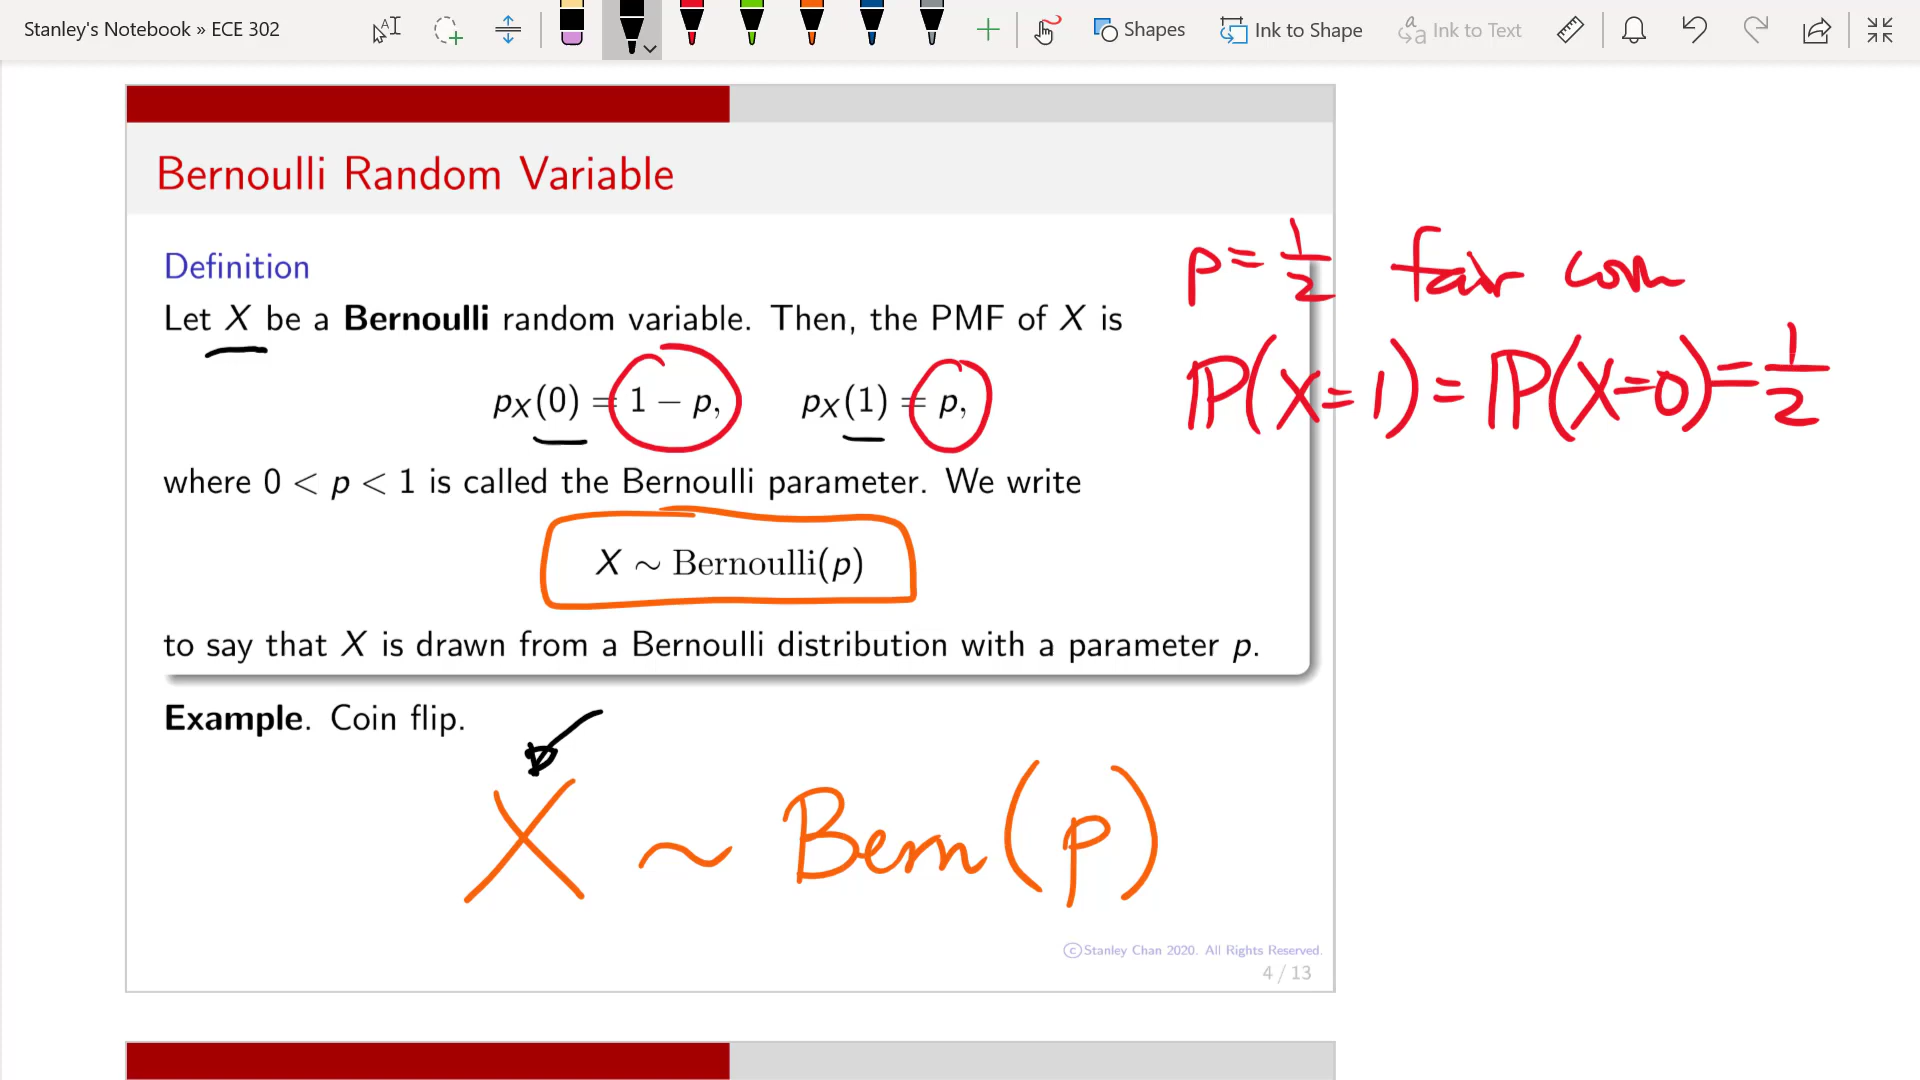 Stanley's Notebook » ECE 302
Shapes
Ink to Shape
Ink to Text
Bernoulli Random Variable
Definition
Let X be a Bernoulli random variable. Then, the PMF of X is
pX(0) = 1 − p, pX(1) = p,
where 0 < p < 1 is called the Bernoulli parameter. We write
X ∼ Bernoulli(p)
to say that X is drawn from a Bernoulli distribution with a parameter p.
Example. Coin flip.
X ~ Bern(p)
p = 1/2 fair coin
ℙ(X=1) = ℙ(X=0) = 1/2
©Stanley Chan 2020. All Rights Reserved.
4 / 13